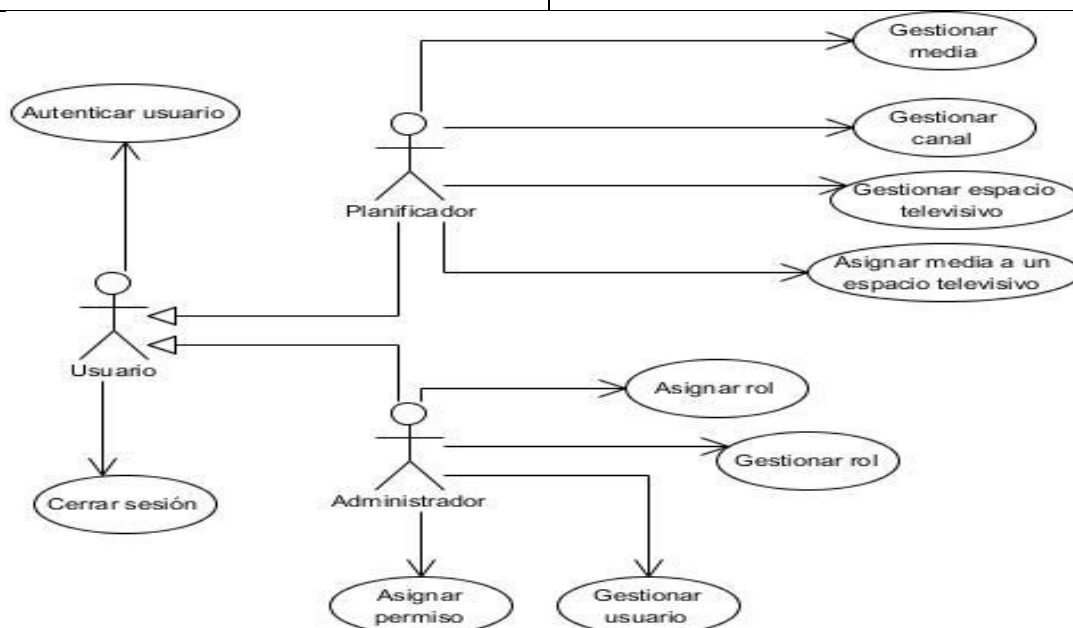 Gestionar
media
Autenticar usuario
Gestionar
canal
Planificador
Gestionar espacio
televisivo
Asignar media a un
espacio televisivo
Usuario
Asignar rol
Gestionar rol
Administrador
Cerrar sesión
Asignar
permiso
Gestionar
usuario